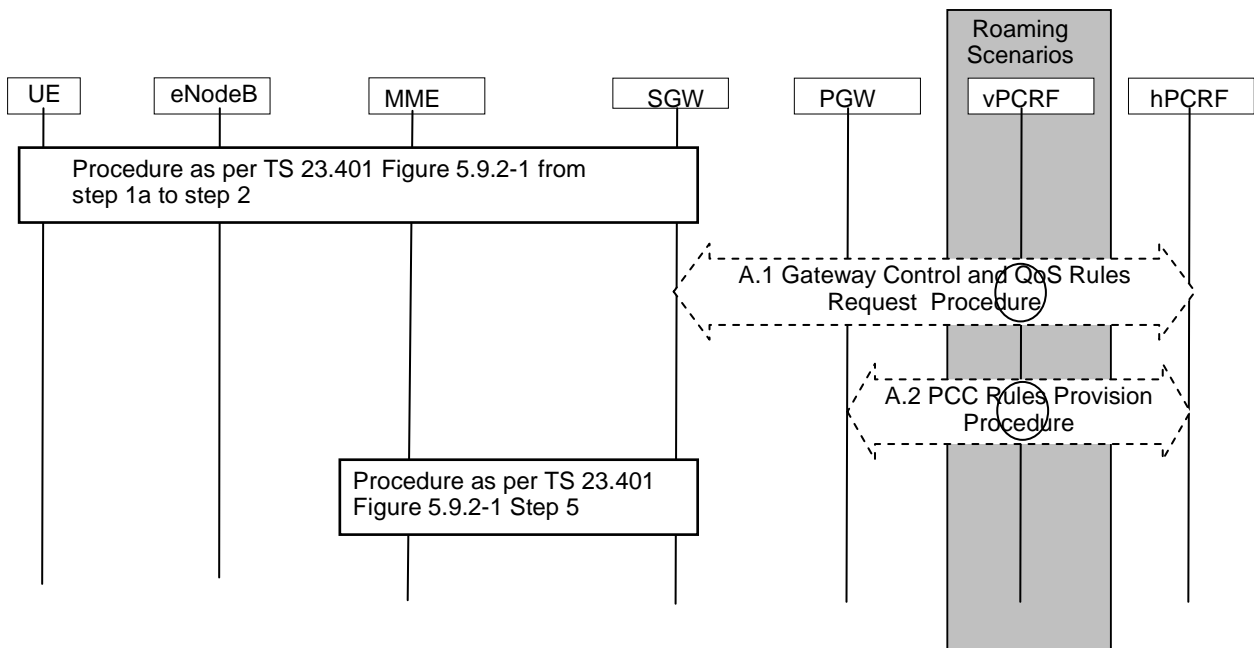 Roaming
Scenarios
UE
eNodeB
MME
SGW
PGW
vPCRF
hPCRF
Procedure as per TS 23.401 Figure 5.9.2-1 from
step 1a to step 2
A.1 Gateway Control and QoS Rules
Request Procedure
A.2 PCC Rules Provision
Procedure
Procedure as per TS 23.401
Figure 5.9.2-1 Step 5